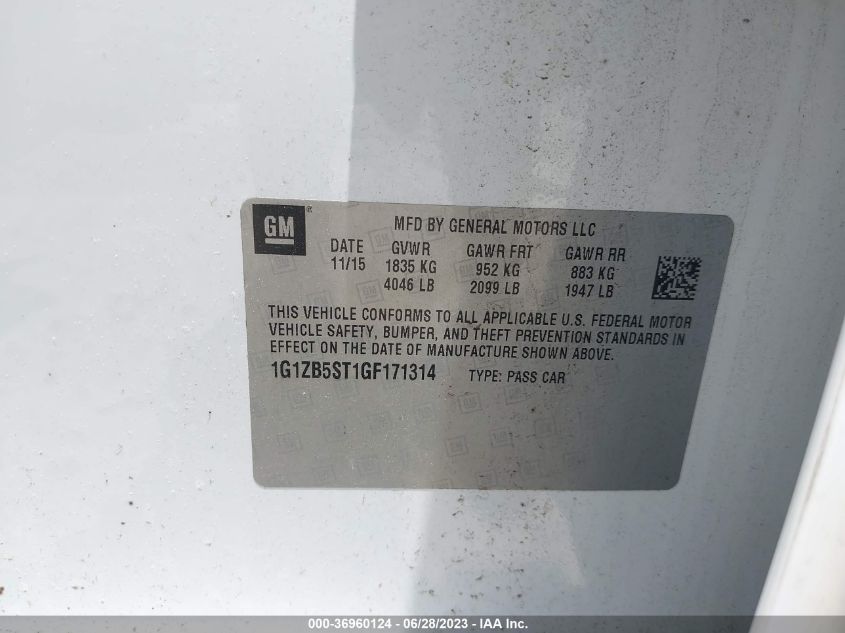 GM ®
MFD BY GENERAL MOTORS LLC
DATE GVWR GAWR FRT GAWR RR
11/15 1835 KG 952 KG 883 KG
4046 LB 2099 LB 1947 LB
THIS VEHICLE CONFORMS TO ALL APPLICABLE U.S. FEDERAL MOTOR
VEHICLE SAFETY, BUMPER, AND THEFT PREVENTION STANDARDS IN
EFFECT ON THE DATE OF MANUFACTURE SHOWN ABOVE.
1G1ZB5ST1GF171314 TYPE: PASS CAR
000-36960124 - 06/28/2023 - IAA Inc.